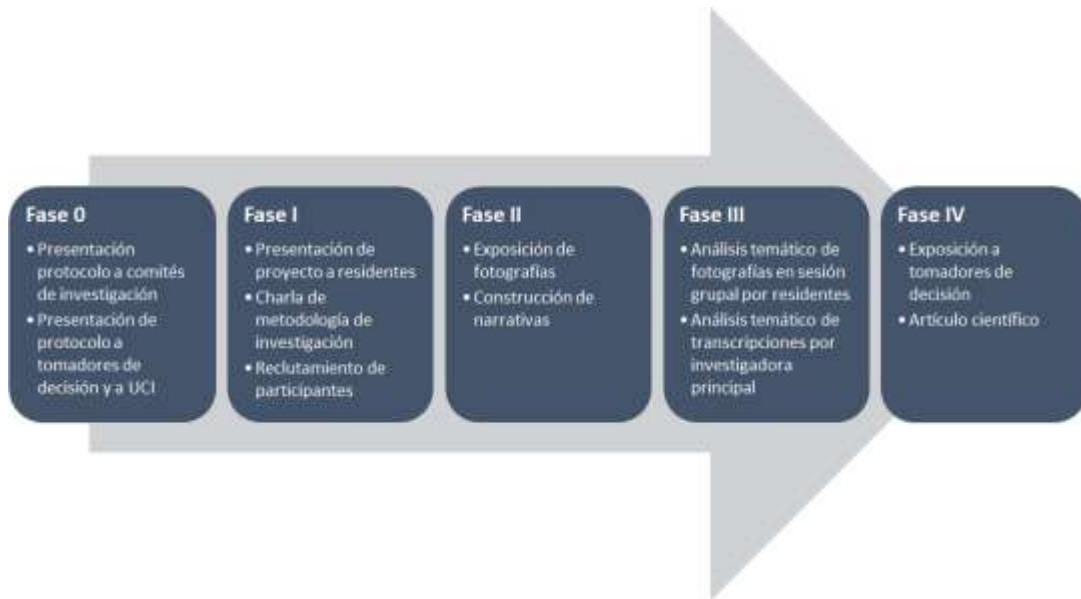 Fase 0
• Presentación
protocolo a comités
de investigación
• Presentación de
protocolo a
tomadores de
decisión y a UCI
Fase I
• Presentación de
proyecto a residentes
• Charla de
metodología de
investigación
• Reclutamiento de
participantes
Fase II
• Exposición de
fotografías
• Construcción de
narrativas
Fase III
• Análisis temático de
fotografías en sesión
grupal por residentes
• Análisis temático de
transcripciones por
investigadora
principal
Fase IV
• Exposición a
tomadores de
decisión
• Artículo científico